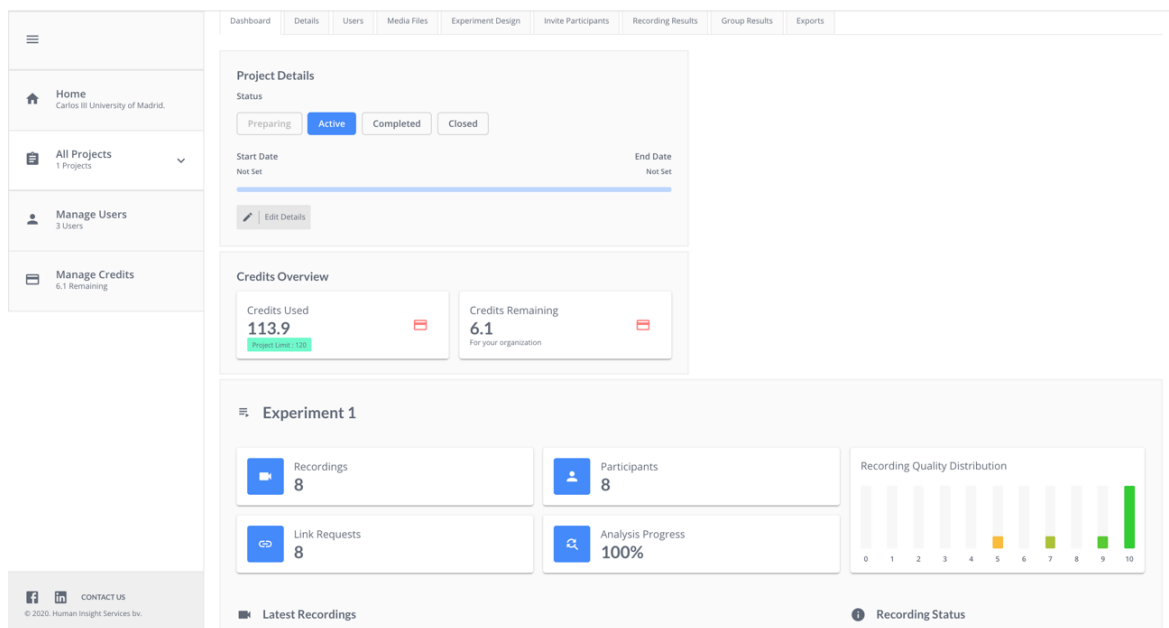 Dashboard Details Users Media Files Experiment Design Invite Participants Recording Results Group Results Exports
Home
Carlos III University of Madrid.
All Projects
1 Projects
Manage Users
3 Users
Manage Credits
6.1 Remaining
Project Details
Status
Preparing Active Completed Closed
Start Date End Date
Not Set Not Set
Edit Details
Credits Overview
Credits Used
113.9
Project Limit : 120
Credits Remaining
6.1
For your organization
Experiment 1
Recordings
8
Participants
8
Link Requests
8
Analysis Progress
100%
Recording Quality Distribution
0 1 2 3 4 5 6 7 8 9 10
Latest Recordings
Recording Status
CONTACT US
© 2020. Human Insight Services bv.